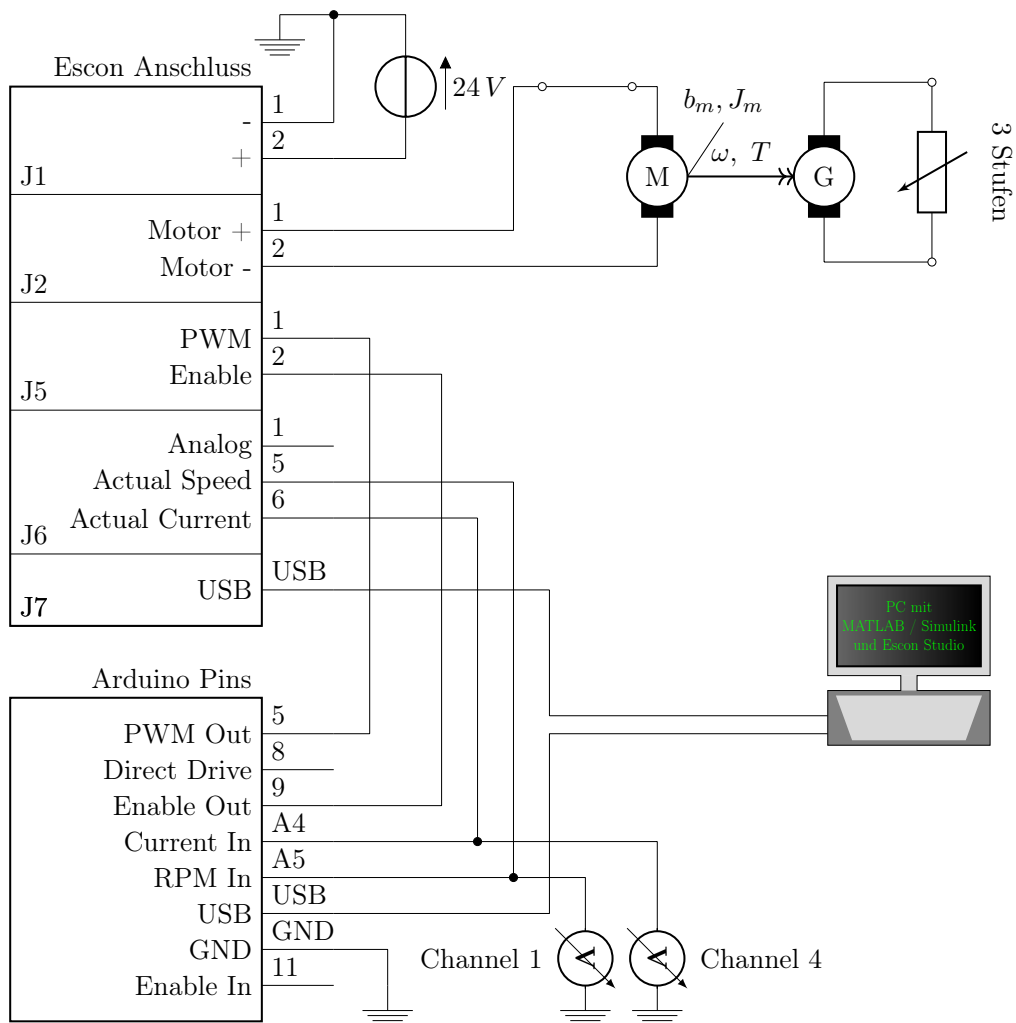 Escon Anschluss
24 V
1
-
2
+
J1
1
Motor +
2
Motor -
J2
b_m, J_m
ω, T
M
G
3 Stufen
1
PWM
2
Enable
J5
1
Analog
5
Actual Speed
6
Actual Current
J6
USB
USB
J7
PC mit
MATLAB / Simulink
und Escon Studio
Arduino Pins
5
PWM Out
8
Direct Drive
9
Enable Out
A4
Current In
A5
RPM In
USB
USB
GND
GND
11
Enable In
Channel 1
V
V
Channel 4